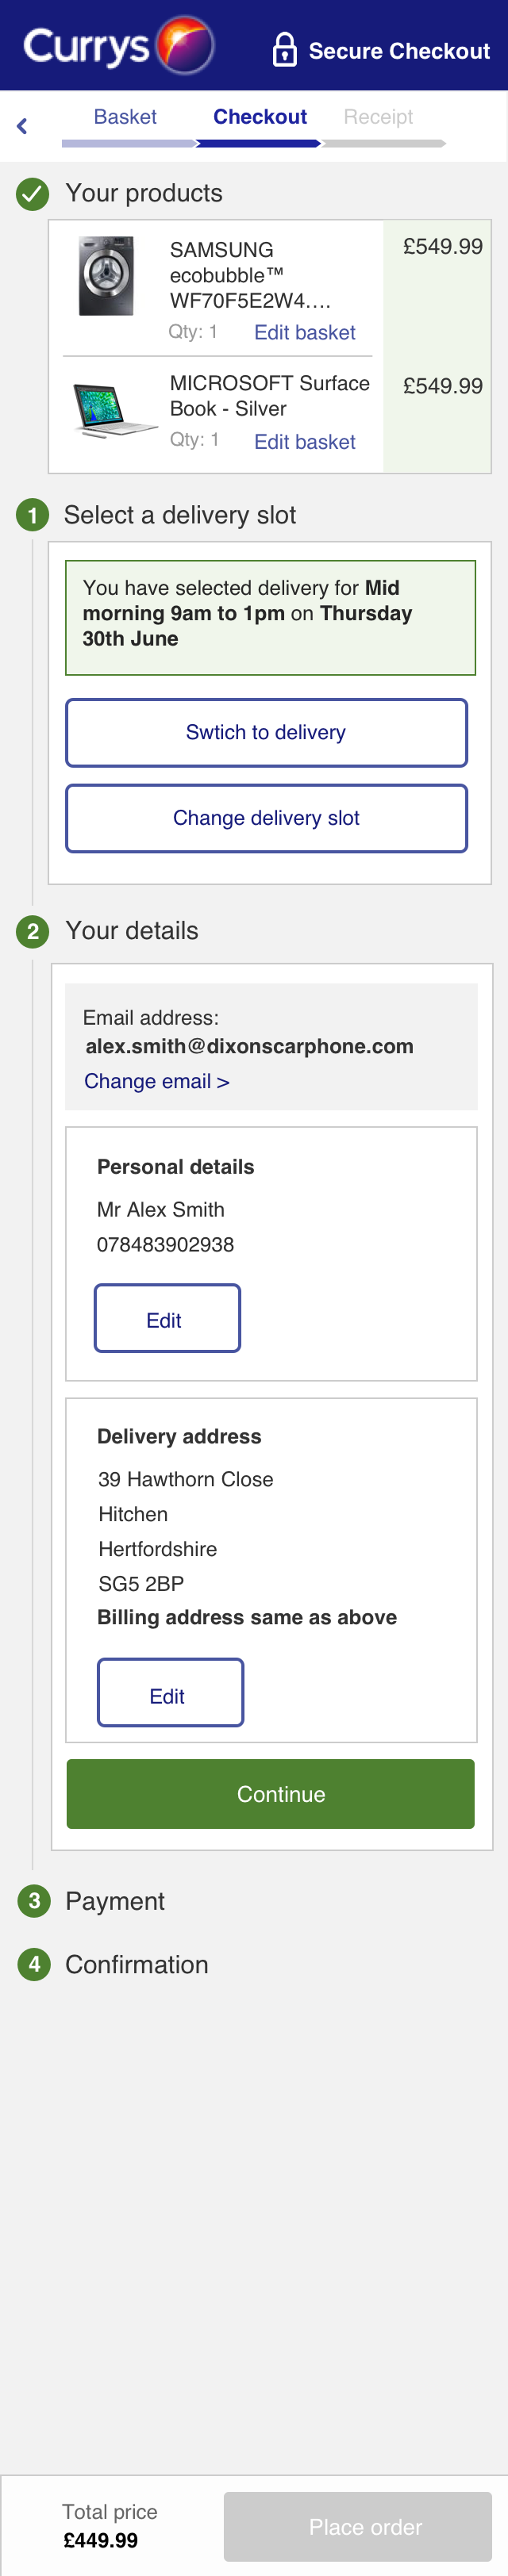 Currys
Secure Checkout
Basket
Checkout
Receipt
Your products
SAMSUNG
ecobubble™
WF70F5E2W4....
£549.99
Qty: 1
Edit basket
MICROSOFT Surface
Book - Silver
£549.99
Qty: 1
Edit basket
1
Select a delivery slot
You have selected delivery for Mid
morning 9am to 1pm on Thursday
30th June
Swtich to delivery
Change delivery slot
2
Your details
Email address:
alex.smith@dixonscarphone.com
Change email >
Personal details
Mr Alex Smith
078483902938
Edit
Delivery address
39 Hawthorn Close
Hitchen
Hertfordshire
SG5 2BP
Billing address same as above
Edit
Continue
3
Payment
4
Confirmation
Total price
£449.99
Place order